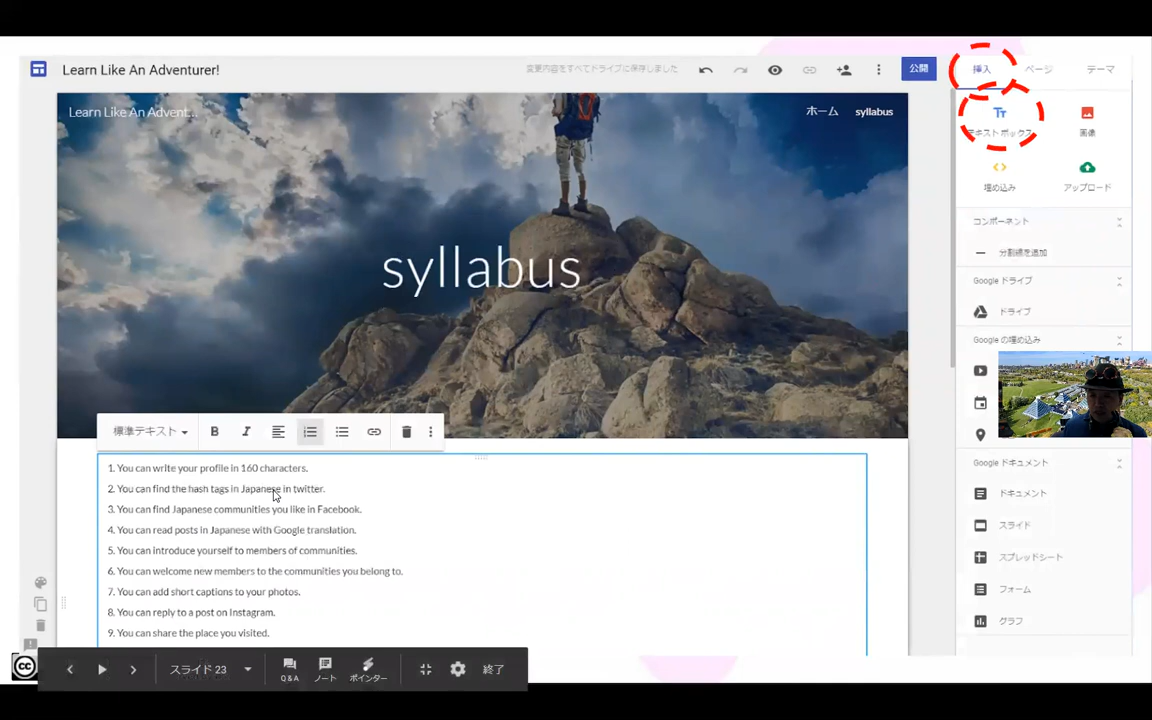 Learn Like An Adventurer!
変更内容をすべてドライブに保存しました
公開
挿入
ページ
テーマ
Learn Like An Advent...
ホーム
syllabus
テキスト ボックス
画像
埋め込み
アップロード
コンポーネント
分割線を追加
syllabus
Google ドライブ
ドライブ
Google の埋め込み
標準テキスト
B
I
1. You can write your profile in 160 characters.
2. You can find the hash tags in Japanese in twitter.
3. You can find Japanese communities you like in Facebook.
4. You can read posts in Japanese with Google translation.
5. You can introduce yourself to members of communities.
6. You can welcome new members to the communities you belong to.
7. You can add short captions to your photos.
8. You can reply to a post on Instagram.
9. You can share the place you visited.
Google ドキュメント
ドキュメント
スライド
スプレッドシート
フォーム
グラフ
cc
スライド 23
Q&A
ノート
ポインター
終了